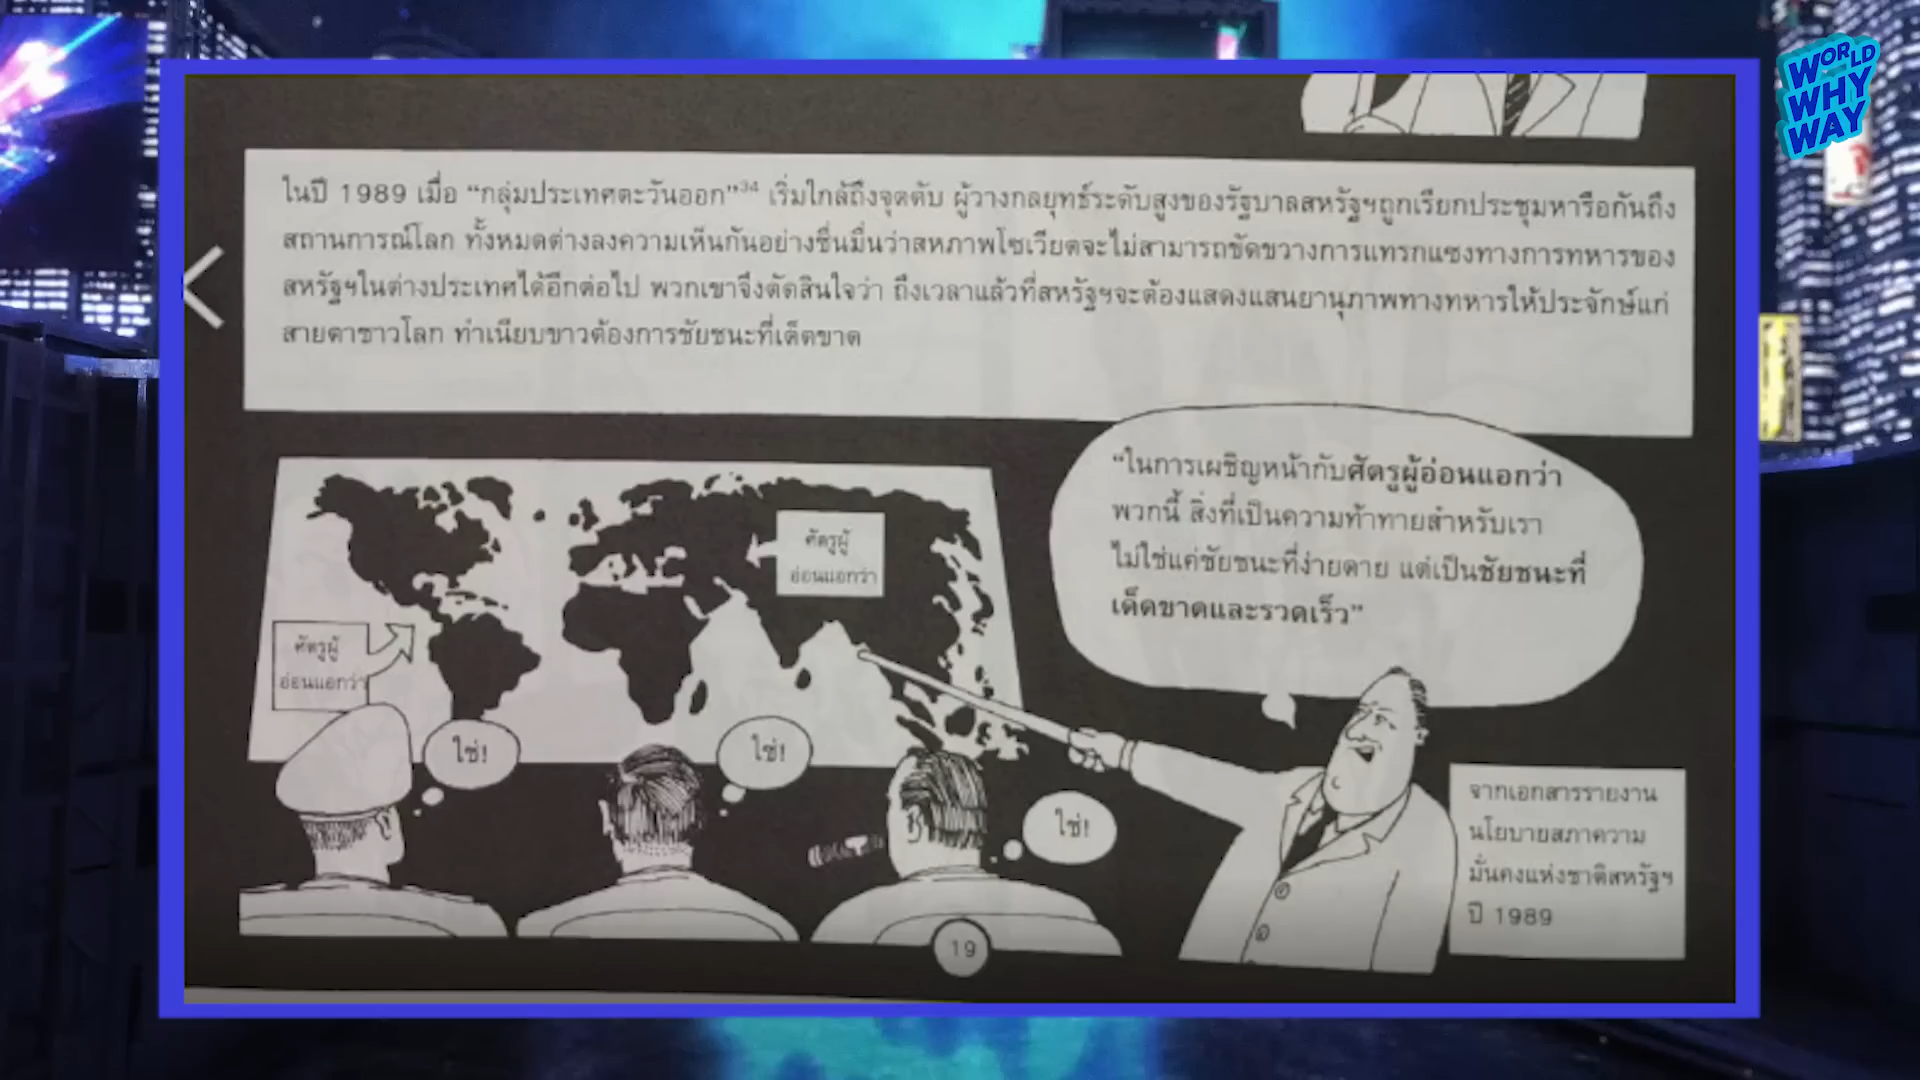 WORLD
WHY
WAY
ในปี 1989 เมื่อ “กลุ่มประเทศตะวันออก”34 เริ่มใกล้ถึงจุดดับ ผู้วางกลยุทธ์ระดับสูงของรัฐบาลสหรัฐฯถูกเรียกประชุมหารือกันถึง
สถานการณ์โลก ทั้งหมดต่างลงความเห็นกันอย่างชื่นมื่นว่าสหภาพโซเวียตจะไม่สามารถขัดขวางการแทรกแซงทางการทหารของ
สหรัฐฯในต่างประเทศได้อีกต่อไป พวกเขาจึงตัดสินใจว่า ถึงเวลาแล้วที่สหรัฐฯจะต้องแสดงแสนยานุภาพทางทหารให้ประจักษ์แก่
สายตาชาวโลก ทำเนียบขาวต้องการชัยชนะที่เด็ดขาด
“ในการเผชิญหน้ากับศัตรูผู้อ่อนแอกว่า
พวกนี้ สิ่งที่เป็นความท้าทายสำหรับเรา
ไม่ใช่แค่ชัยชนะที่ง่ายดาย แต่เป็นชัยชนะที่
เด็ดขาดและรวดเร็ว”
ศัตรูผู้
อ่อนแอกว่า
ศัตรูผู้
อ่อนแอกว่า
ใช่!
ใช่!
ใช่!
จากเอกสารรายงาน
นโยบายสภาความ
มั่นคงแห่งชาติสหรัฐฯ
ปี 1989
19